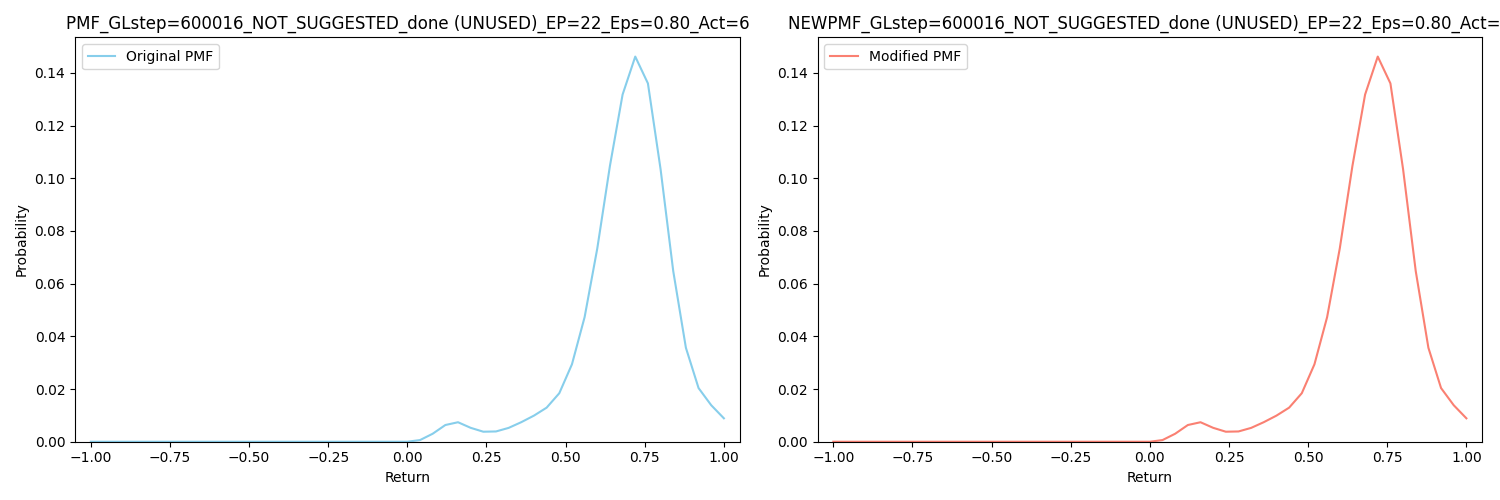 PMF_GLstep=600016_NOT_SUGGESTED_done (UNUSED)_EP=22_Eps=0.80_Act=6
Original PMF
Probability
0.14
0.12
0.10
0.08
0.06
0.04
0.02
0.00
−1.00 −0.75 −0.50 −0.25 0.00 0.25 0.50 0.75 1.00
Return
NEWPMF_GLstep=600016_NOT_SUGGESTED_done (UNUSED)_EP=22_Eps=0.80_Act=
Modified PMF
Probability
0.14
0.12
0.10
0.08
0.06
0.04
0.02
0.00
−1.00 −0.75 −0.50 −0.25 0.00 0.25 0.50 0.75 1.00
Return